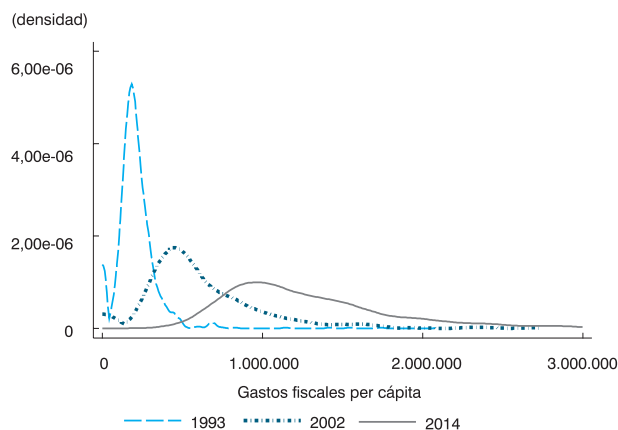 (densidad)
6,00e-06
4,00e-06
2,00e-06
0
0 1.000.000 2.000.000 3.000.000
Gastos fiscales per cápita
1993 2002 2014